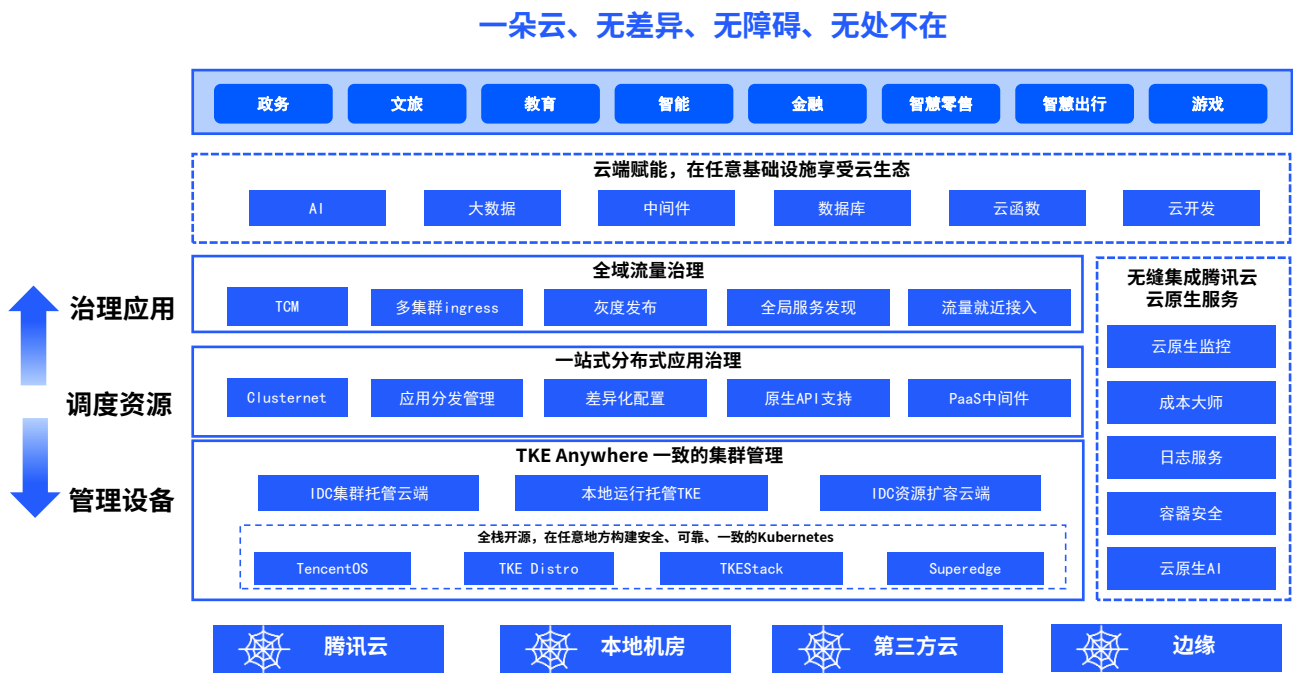 一朵云、无差异、无障碍、无处不在
政务 文旅 教育 智能 金融 智慧零售 智慧出行 游戏
云端赋能，在任意基础设施享受云生态
AI 大数据 中间件 数据库 云函数 云开发
治理应用
调度资源
管理设备
全域流量治理
TCM 多集群ingress 灰度发布 全局服务发现 流量就近接入
一站式分布式应用治理
Clusternet 应用分发管理 差异化配置 原生API支持 PaaS中间件
TKE Anywhere 一致的集群管理
IDC集群托管云端 本地运行托管TKE IDC资源扩容云端
全栈开源，在任意地方构建安全、可靠、一致的Kubernetes
TencentOS TKE Distro TKEStack Superedge
无缝集成腾讯云
云原生服务
云原生监控
成本大师
日志服务
容器安全
云原生AI
腾讯云 本地机房 第三方云 边缘